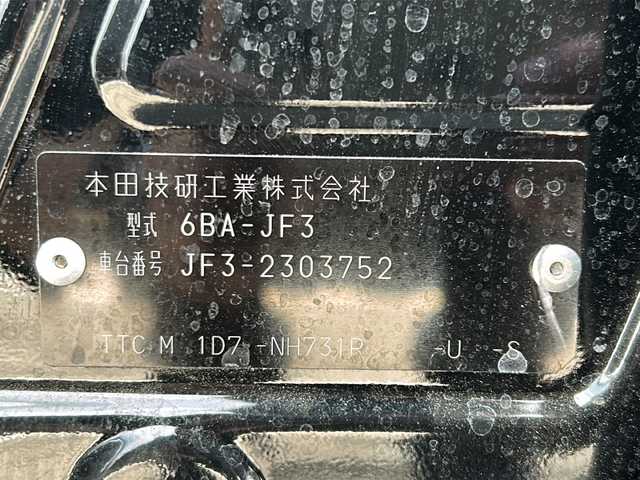 本田技研工業株式会社
型式 6BA-JF3
車台番号 JF3-2303752
TTC M 1D7 -NH731R -U -S